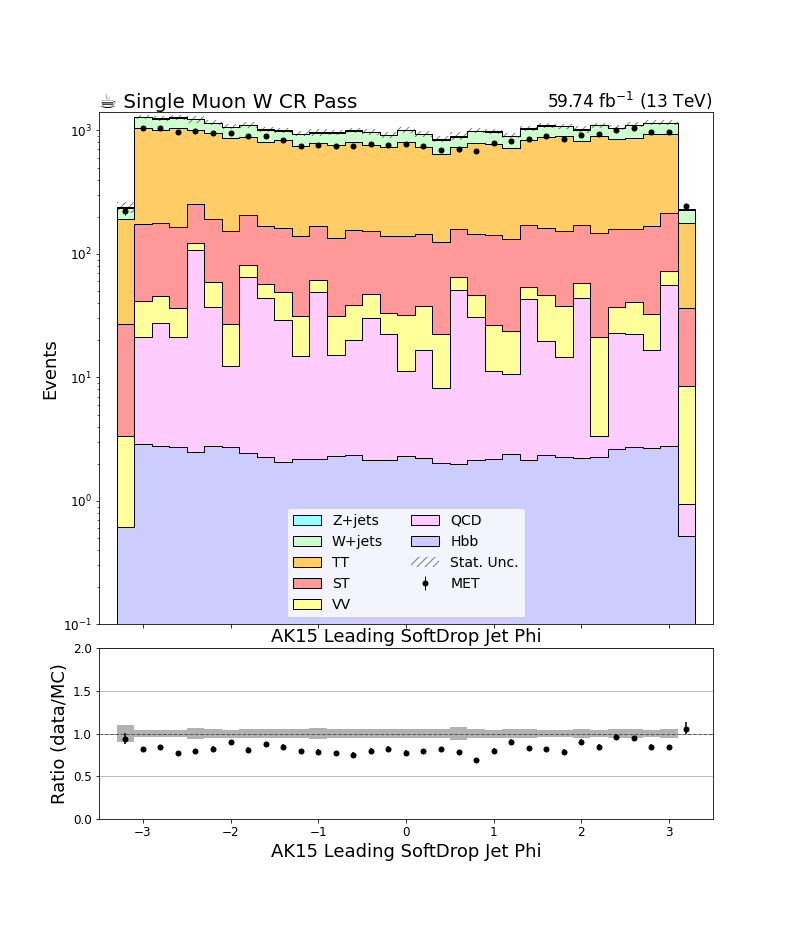 ☕ Single Muon W CR Pass
59.74 fb⁻¹ (13 TeV)
10³
10²
10¹
10⁰
10⁻¹
Events
Z+jets
W+jets
TT
ST
VV
QCD
Hbb
Stat. Unc.
MET
AK15 Leading SoftDrop Jet Phi
2.0
1.5
1.0
0.5
0.0
Ratio (data/MC)
−3 −2 −1 0 1 2 3
AK15 Leading SoftDrop Jet Phi